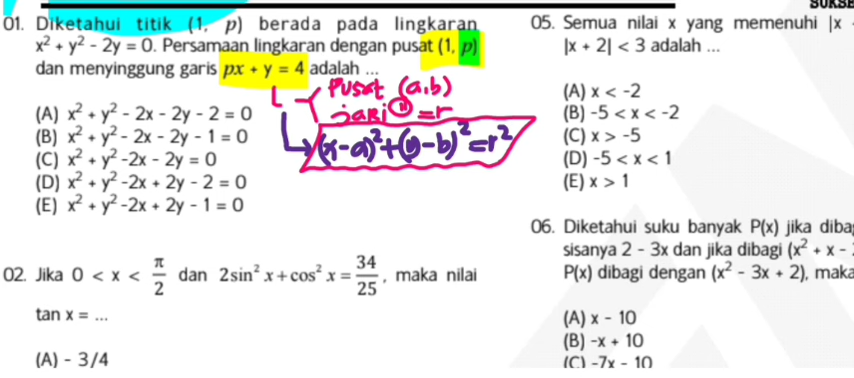 SUKSE
01. Diketahui titik (1, p) berada pada lingkaran
x² + y² - 2y = 0. Persamaan lingkaran dengan pusat (1, p)
dan menyinggung garis px + y = 4 adalah ...
Pusat (a,b)
jari² = r
(x-a)²+(y-b)²=r²
(A) x² + y² - 2x - 2y - 2 = 0
(B) x² + y² - 2x - 2y - 1 = 0
(C) x² + y² -2x - 2y = 0
(D) x² + y² -2x + 2y - 2 = 0
(E) x² + y² -2x + 2y - 1 = 0
02. Jika 0 < x < π/2 dan 2sin² x + cos² x = 34/25, maka nilai
tan x = ...
(A) - 3/4
05. Semua nilai x yang memenuhi |x
|x + 2| < 3 adalah ...
(A) x < -2
(B) -5 < x < -2
(C) x > -5
(D) -5 < x < 1
(E) x > 1
06. Diketahui suku banyak P(x) jika diba
sisanya 2 - 3x dan jika dibagi (x² + x -
P(x) dibagi dengan (x² - 3x + 2), maka
(A) x - 10
(B) -x + 10
(C) -7x - 10